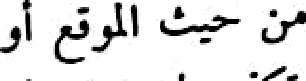 من حيث الموقع أو